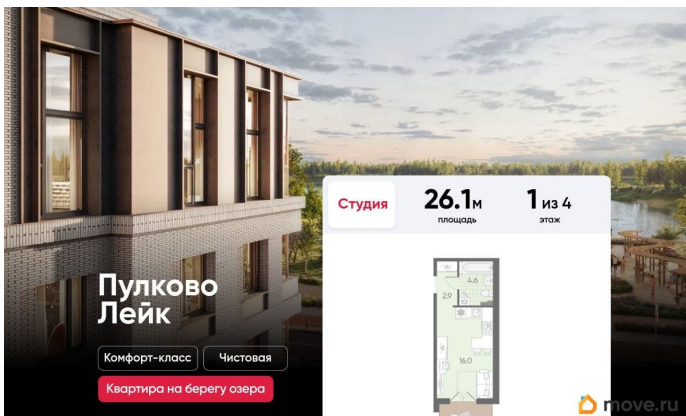 Студия
26.1м
площадь
1 из 4
этаж
4.6
2.9
16.0
Пулково
Лейк
Комфорт-класс
Чистовая
Квартира на берегу озера
move.ru